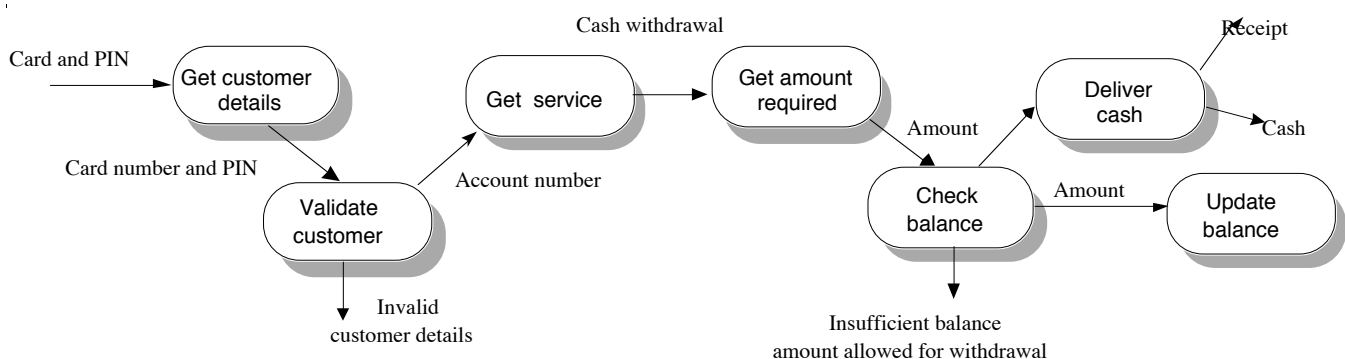 Cash withdrawal
Receipt
Card and PIN
Get customer
details
Get service
Get amount
required
Deliver
cash
Amount
Cash
Card number and PIN
Account number
Validate
customer
Check
balance
Amount
Update
balance
Invalid
customer details
Insufficient balance
amount allowed for withdrawal